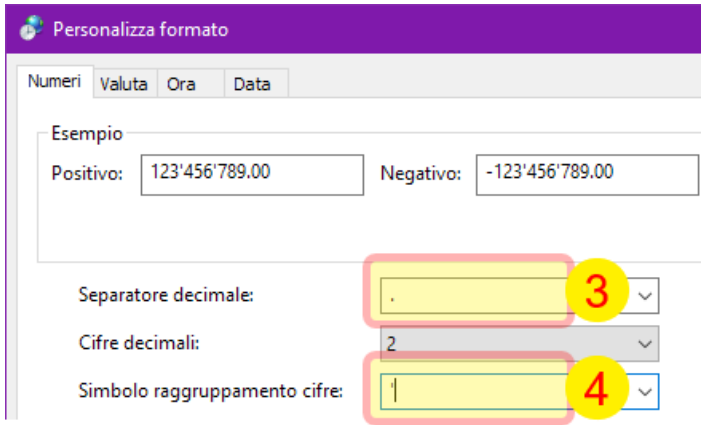 Personalizza formato
Numeri Valuta Ora Data
Esempio
Positivo: 123'456'789.00 Negativo: -123'456'789.00
Separatore decimale: . 3
Cifre decimali: 2
Simbolo raggruppamento cifre: ' 4